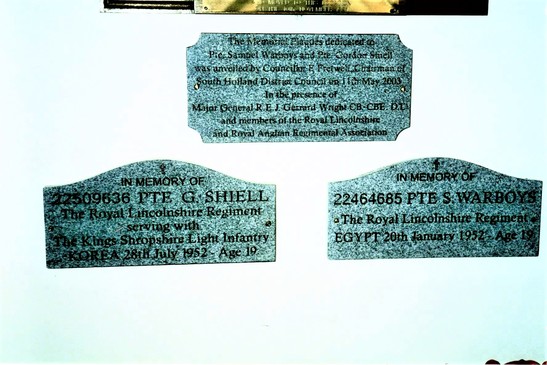 The Memorial Plaques dedicated to
Pte. Samuel Warboys and Pte. Gordon Shiell
was unveiled by Councillor F. Fretwell, Chairman of
South Holland District Council on 11th May 2003
In the presence of
Major General R.E.J. Gerrard Wright CB. CBE. D.L.
and members of the Royal Lincolnshire
and Royal Anglian Regimental Association
IN MEMORY OF
22509636 PTE G. SHIELL
The Royal Lincolnshire Regiment
serving with
The Kings Shropshire Light Infantry
KOREA 28th July 1952 Age 19
IN MEMORY OF
22464685 PTE S. WARBOYS
The Royal Lincolnshire Regiment
EGYPT 20th January 1952 Age 19